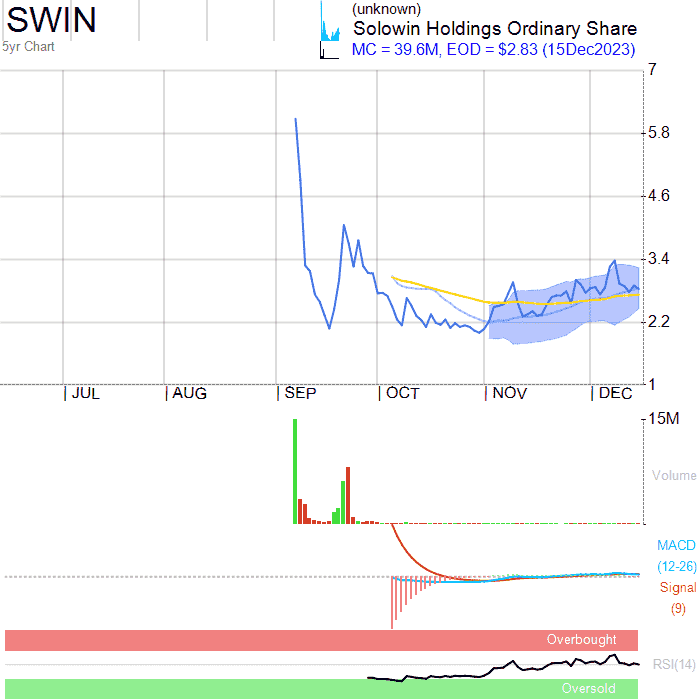 SWIN
5yr Chart
(unknown)
Solowin Holdings Ordinary Share
MC = 39.6M, EOD = $2.83 (15Dec2023)
7
5.8
4.6
3.4
2.2
1
JUL AUG SEP OCT NOV DEC
15M
Volume
MACD
(12-26)
Signal
(9)
Overbought
RSI(14)
Oversold